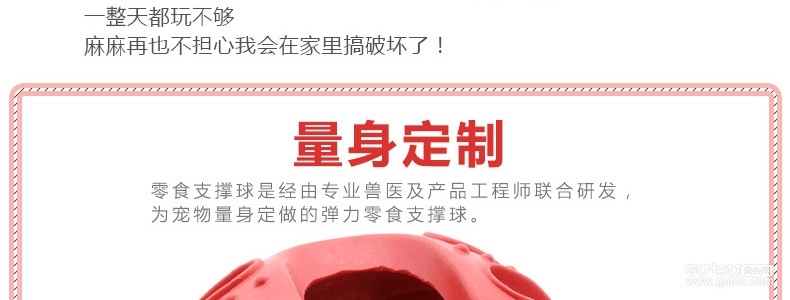 一整天都玩不够
麻麻再也不担心我会在家里搞破坏了！
量身定制
零食支撑球是经由专业兽医及产品工程师联合研发，
为宠物量身定做的弹力零食支撑球。